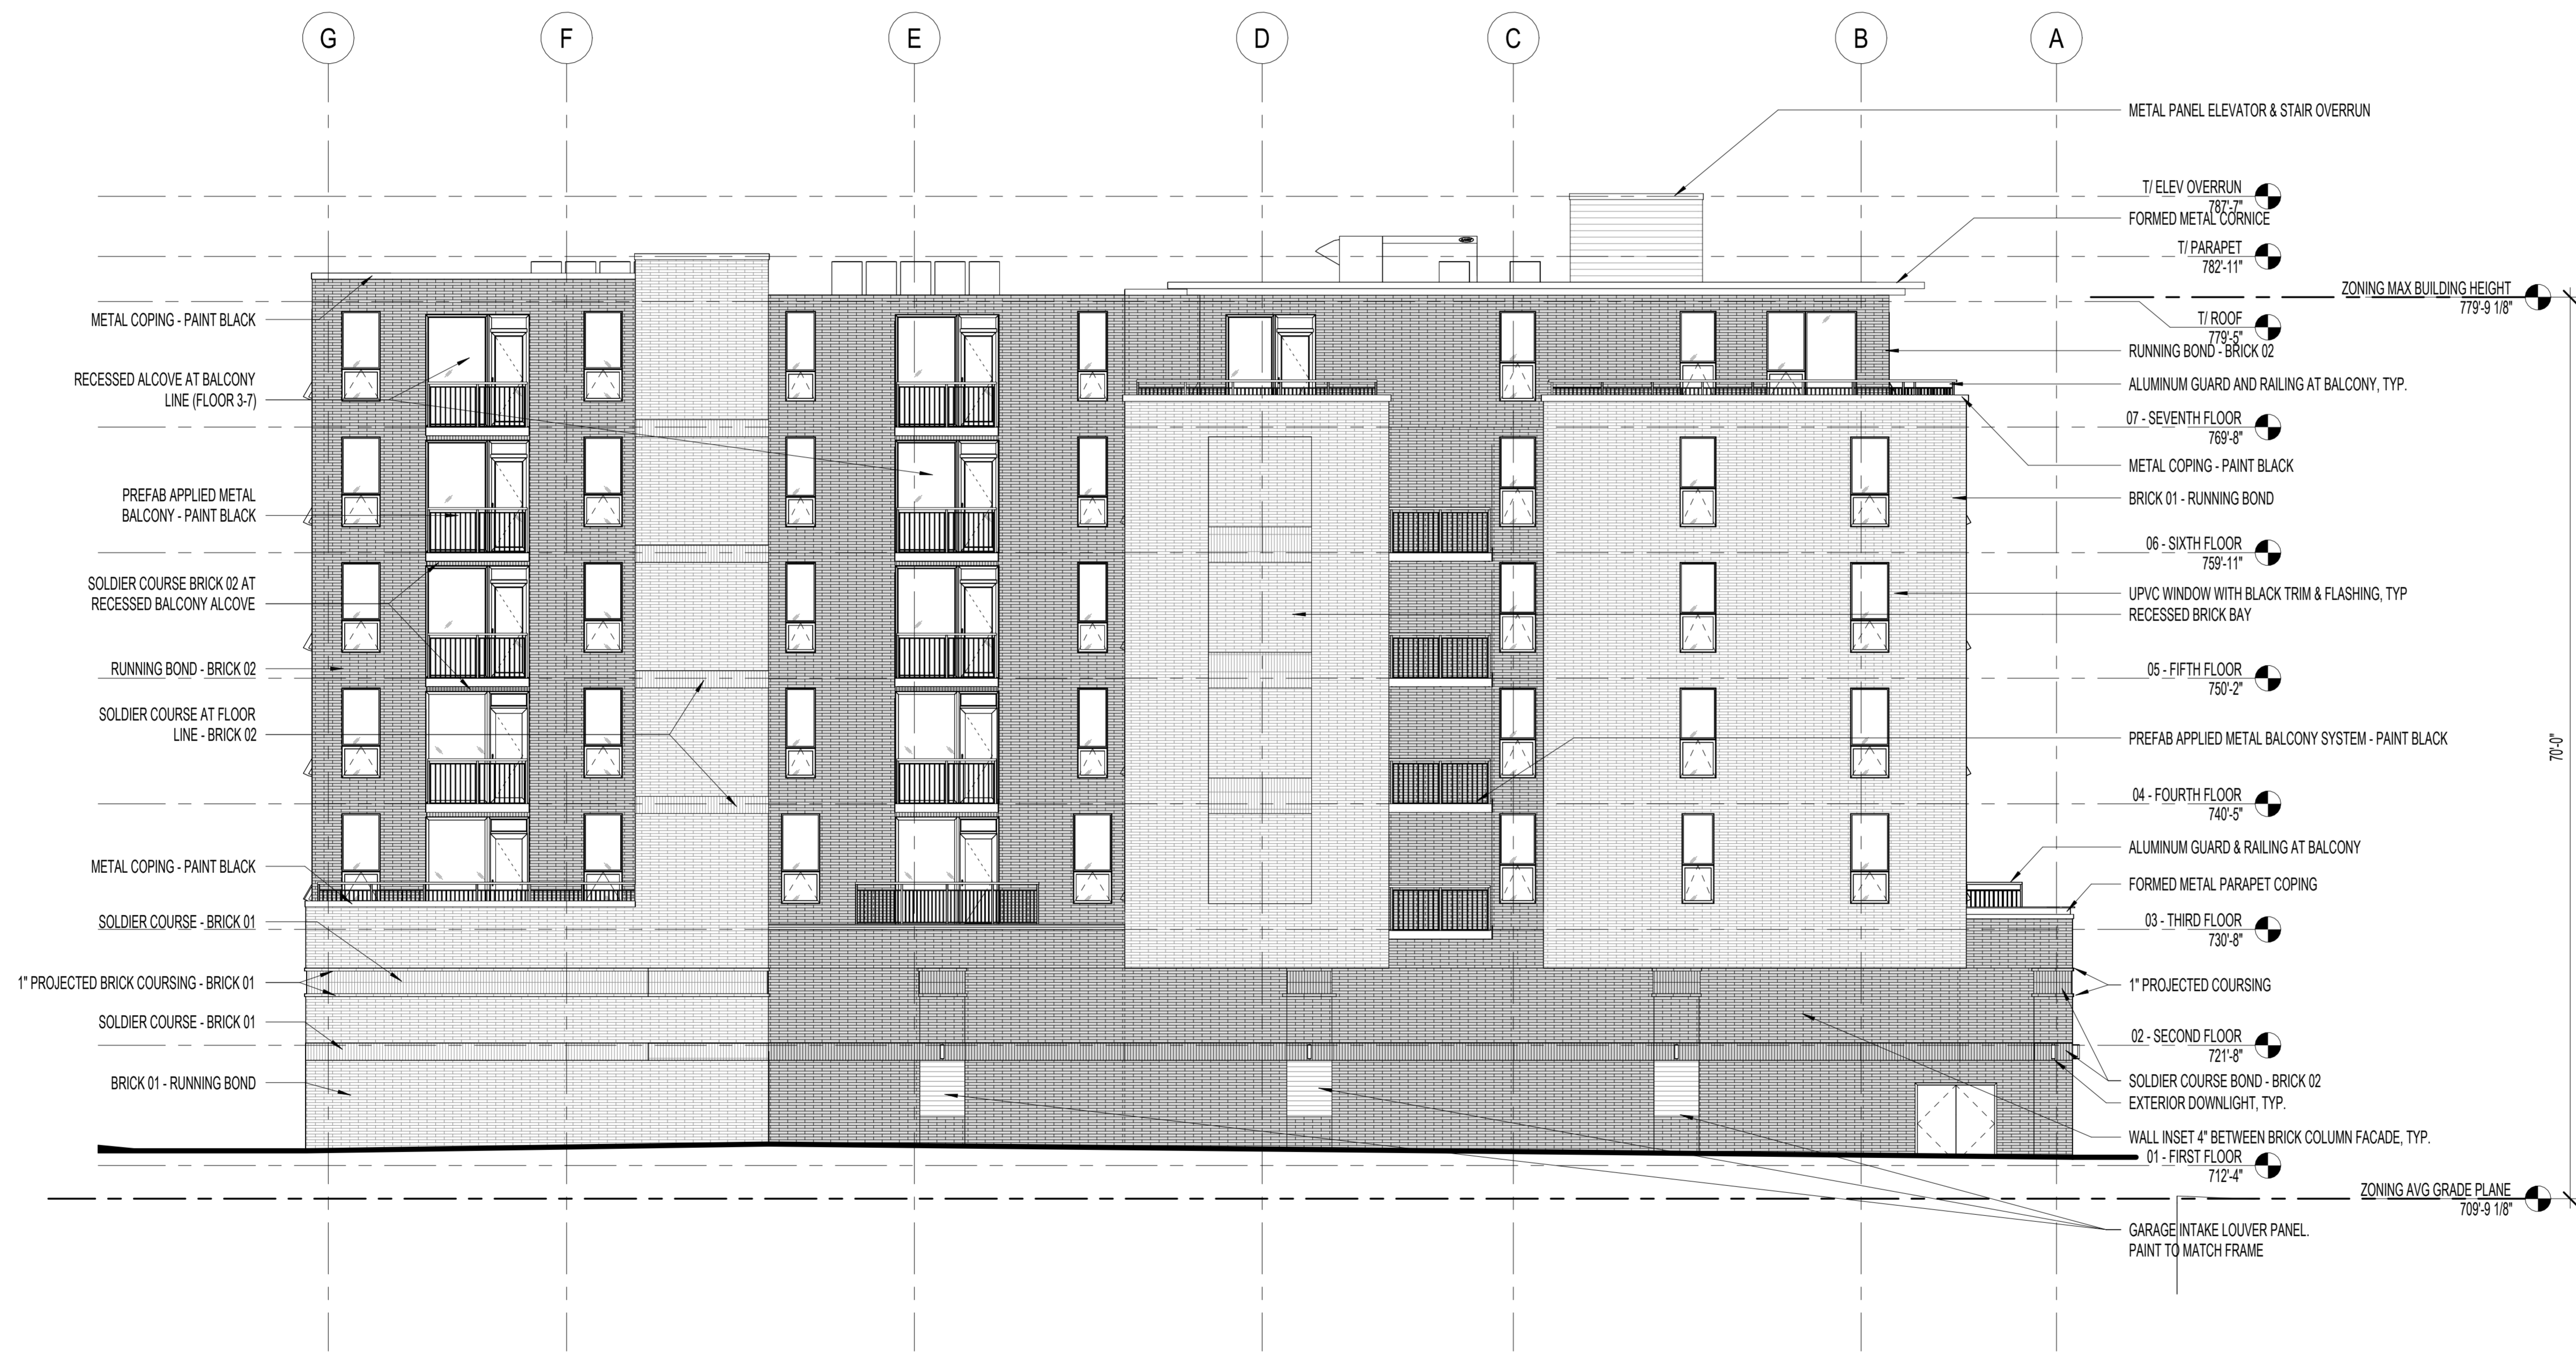 G
F
E
D
C
B
A
METAL PANEL ELEVATOR & STAIR OVERRUN
T/ ELEV OVERRUN
787'-7"
FORMED METAL CORNICE
T/ PARAPET
782'-11"
ZONING MAX BUILDING HEIGHT
779'-9 1/8"
T/ ROOF
779'-5"
RUNNING BOND - BRICK 02
ALUMINUM GUARD AND RAILING AT BALCONY, TYP.
07 - SEVENTH FLOOR
769'-8"
METAL COPING - PAINT BLACK
BRICK 01 - RUNNING BOND
06 - SIXTH FLOOR
759'-11"
UPVC WINDOW WITH BLACK TRIM & FLASHING, TYP
RECESSED BRICK BAY
05 - FIFTH FLOOR
750'-2"
PREFAB APPLIED METAL BALCONY SYSTEM - PAINT BLACK
70'-0"
04 - FOURTH FLOOR
740'-5"
ALUMINUM GUARD & RAILING AT BALCONY
FORMED METAL PARAPET COPING
03 - THIRD FLOOR
730'-8"
1" PROJECTED COURSING
02 - SECOND FLOOR
721'-8"
SOLDIER COURSE BOND - BRICK 02
EXTERIOR DOWNLIGHT, TYP.
WALL INSET 4" BETWEEN BRICK COLUMN FACADE, TYP.
01 - FIRST FLOOR
712'-4"
ZONING AVG GRADE PLANE
709'-9 1/8"
GARAGE INTAKE LOUVER PANEL.
PAINT TO MATCH FRAME
METAL COPING - PAINT BLACK
RECESSED ALCOVE AT BALCONY
LINE (FLOOR 3-7)
PREFAB APPLIED METAL
BALCONY - PAINT BLACK
SOLDIER COURSE BRICK 02 AT
RECESSED BALCONY ALCOVE
RUNNING BOND - BRICK 02
SOLDIER COURSE AT FLOOR
LINE - BRICK 02
METAL COPING - PAINT BLACK
SOLDIER COURSE - BRICK 01
1" PROJECTED BRICK COURSING - BRICK 01
SOLDIER COURSE - BRICK 01
BRICK 01 - RUNNING BOND